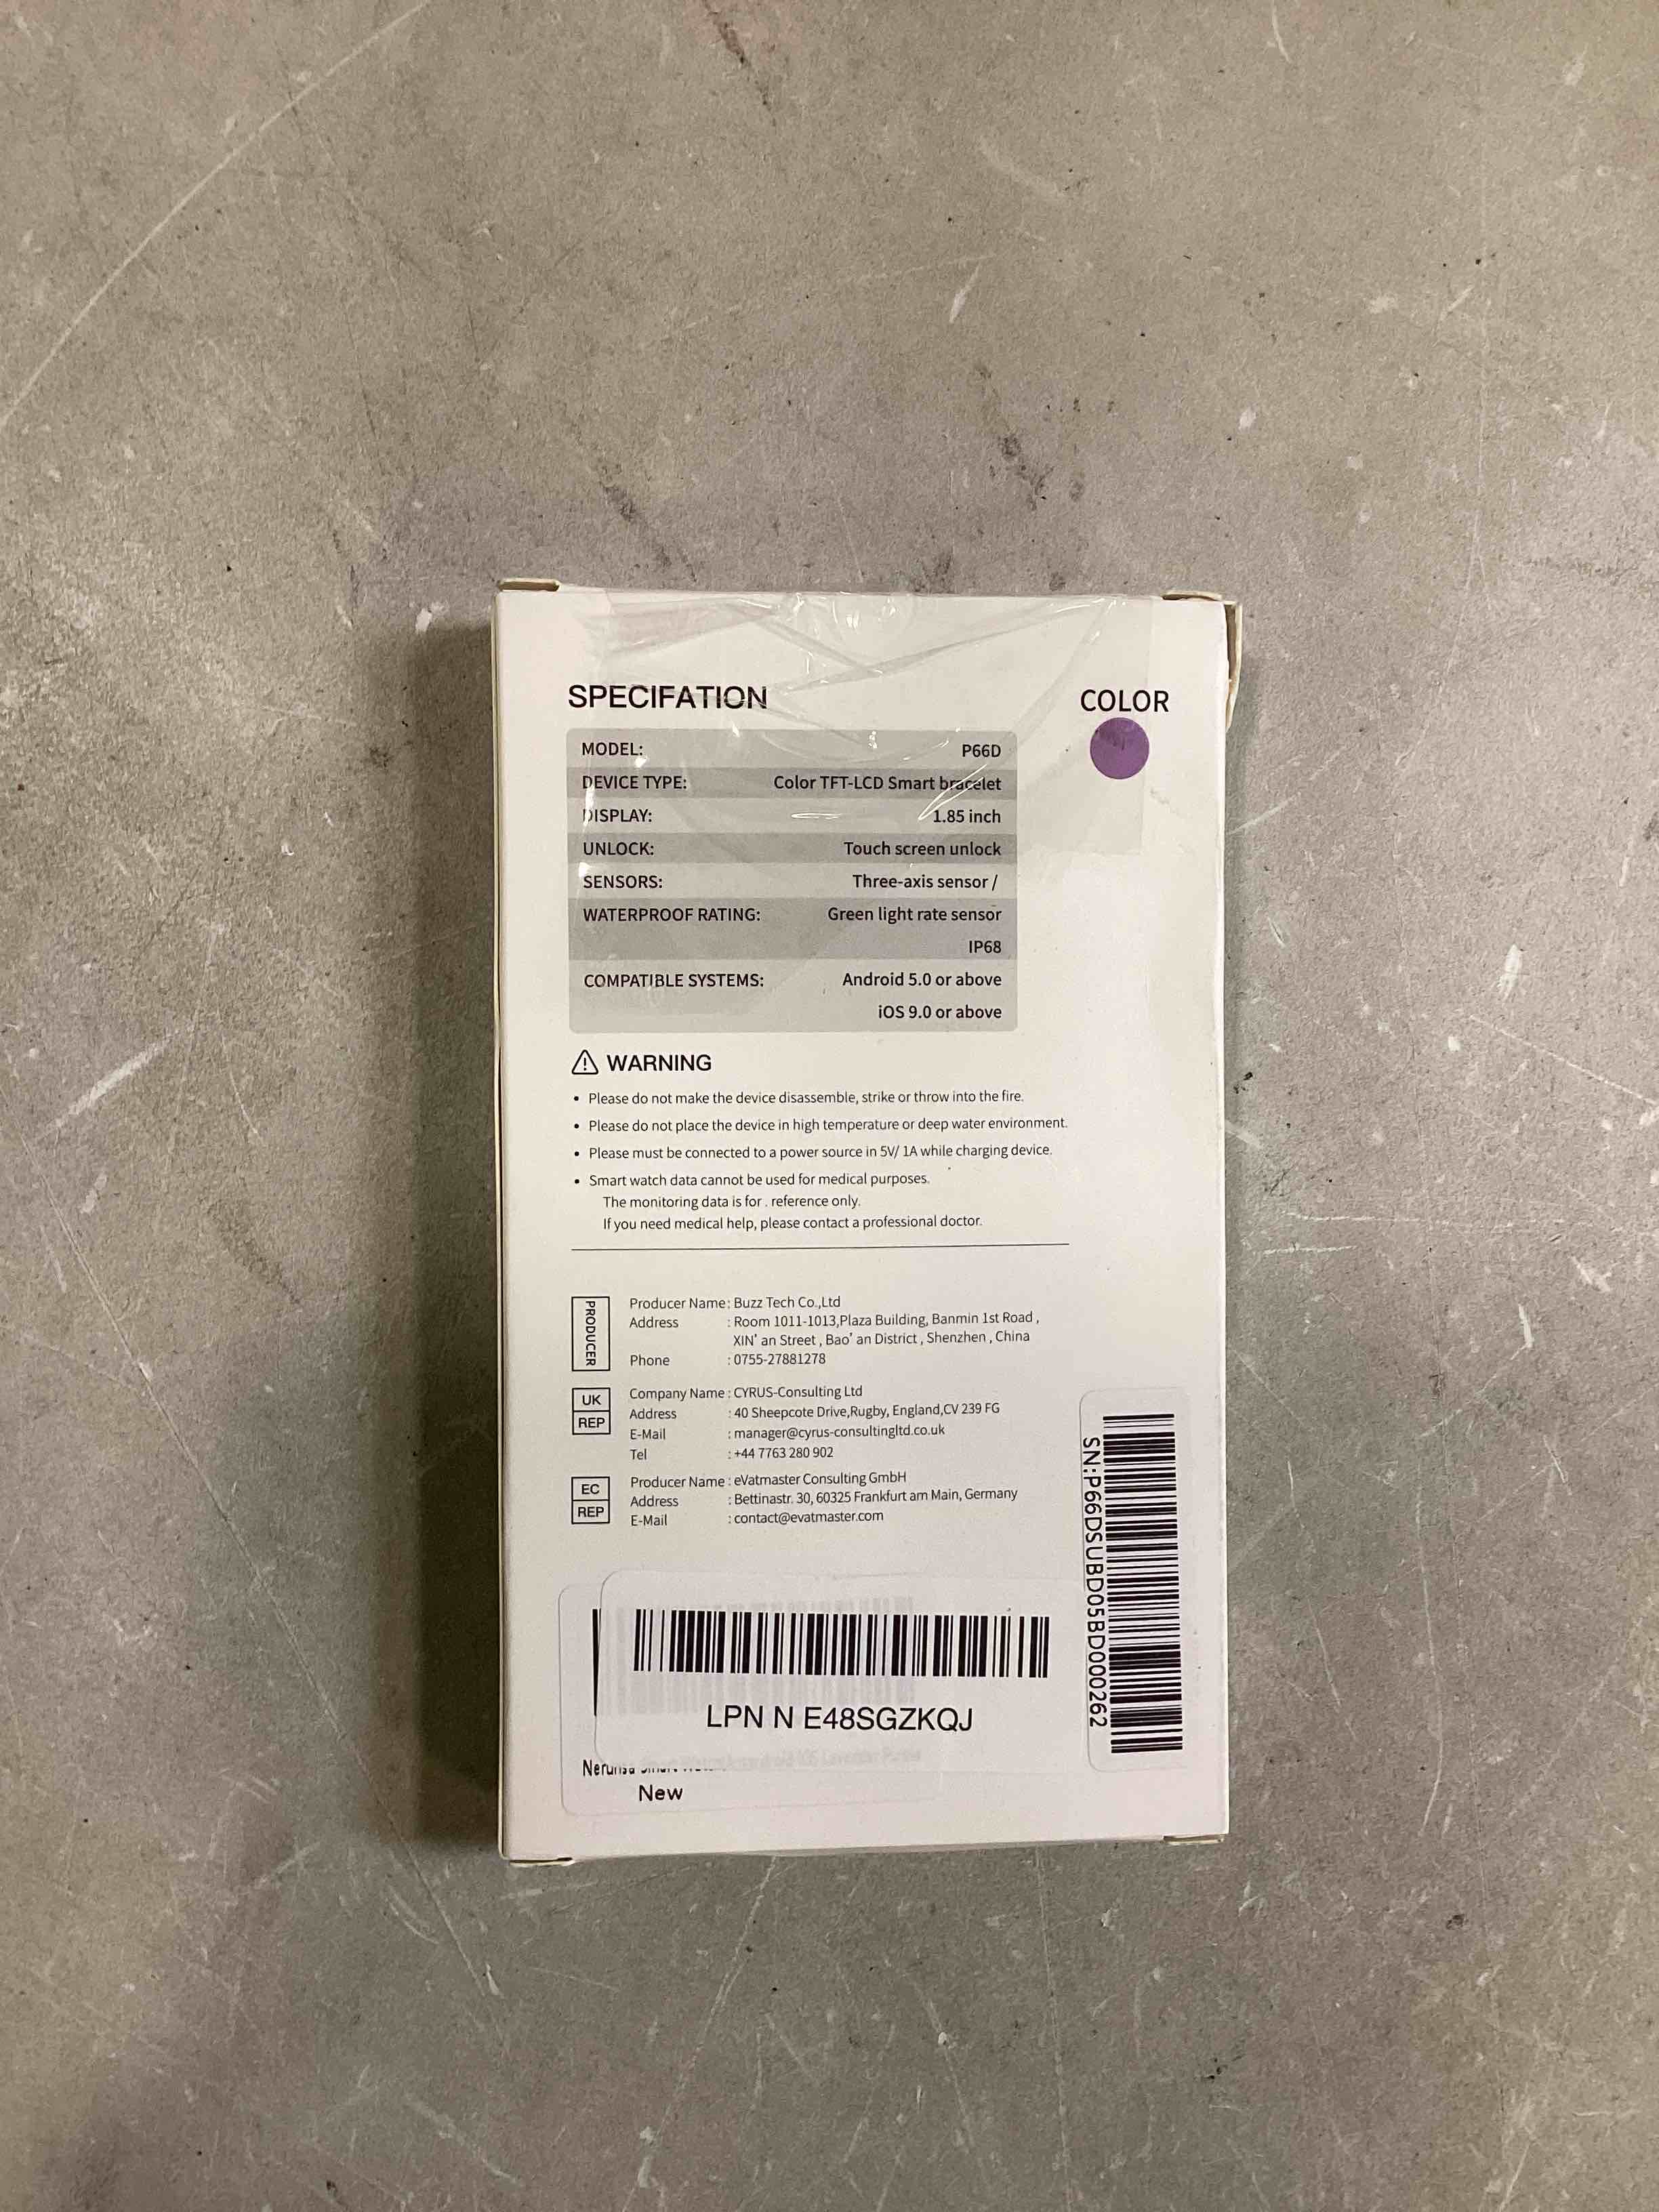 SPECIFATION
COLOR
MODEL: P66D
DEVICE TYPE: Color TFT-LCD Smart bracelet
DISPLAY: 1.85 inch
UNLOCK: Touch screen unlock
SENSORS: Three-axis sensor /
WATERPROOF RATING: Green light rate sensor
IP68
COMPATIBLE SYSTEMS: Android 5.0 or above
iOS 9.0 or above
WARNING
• Please do not make the device disassemble, strike or throw into the fire.
• Please do not place the device in high temperature or deep water environment.
• Please must be connected to a power source in 5V/ 1A while charging device.
• Smart watch data cannot be used for medical purposes.
The monitoring data is for . reference only.
If you need medical help, please contact a professional doctor.
PRODUCER
Producer Name : Buzz Tech Co.,Ltd
Address : Room 1011-1013,Plaza Building, Banmin 1st Road ,
XIN' an Street , Bao' an District , Shenzhen , China
Phone : 0755-27881278
UK
REP
Company Name : CYRUS-Consulting Ltd
Address : 40 Sheepcote Drive,Rugby, England,CV 239 FG
E-Mail : manager@cyrus-consultingltd.co.uk
Tel : +44 7763 280 902
EC
REP
Producer Name : eVatmaster Consulting GmbH
Address : Bettinastr. 30, 60325 Frankfurt am Main, Germany
E-Mail : contact@evatmaster.com
SN:P66DSUBD05BD000262
LPN N E48SGZKQJ
New